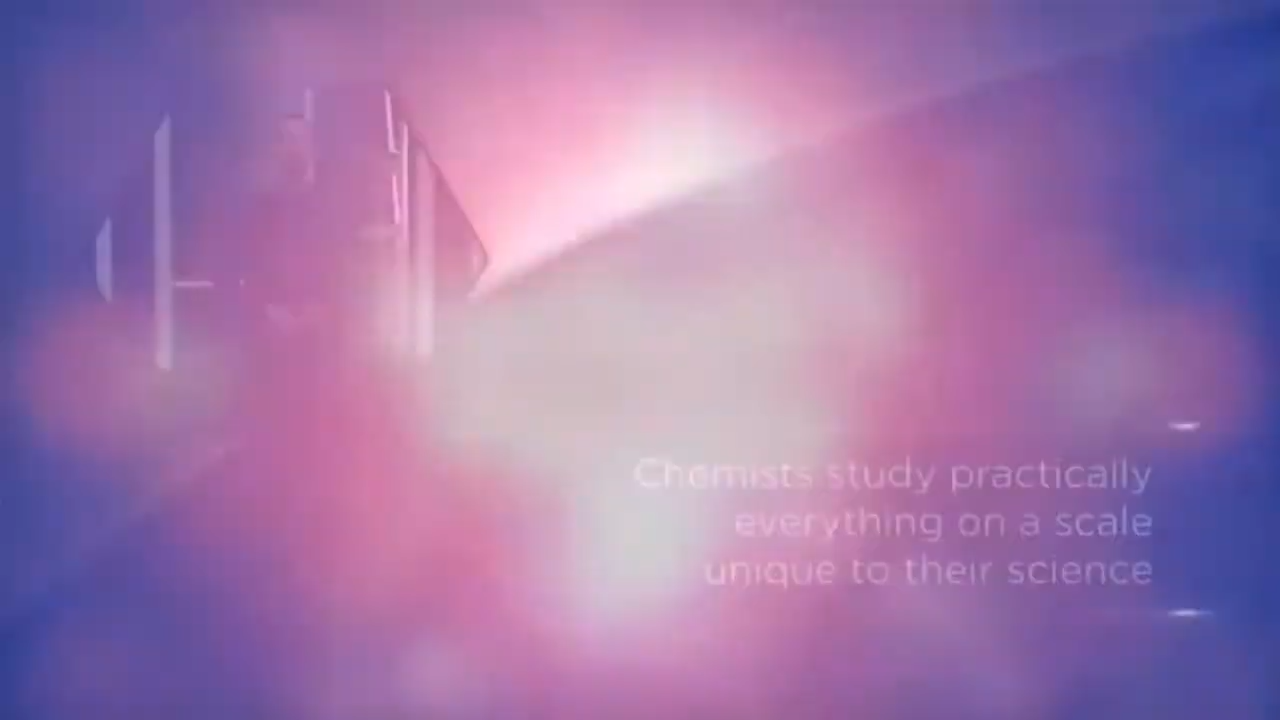 Chemists study practically
everything on a scale
unique to their science